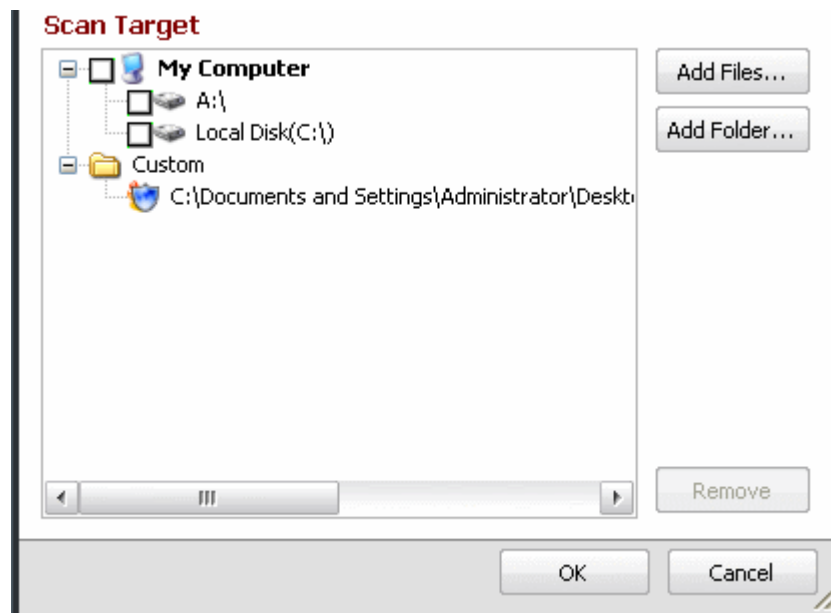 Scan Target
My Computer
A:\
Local Disk(C:\)
Custom
C:\Documents and Settings\Administrator\Deskt
Add Files...
Add Folder...
Remove
OK
Cancel